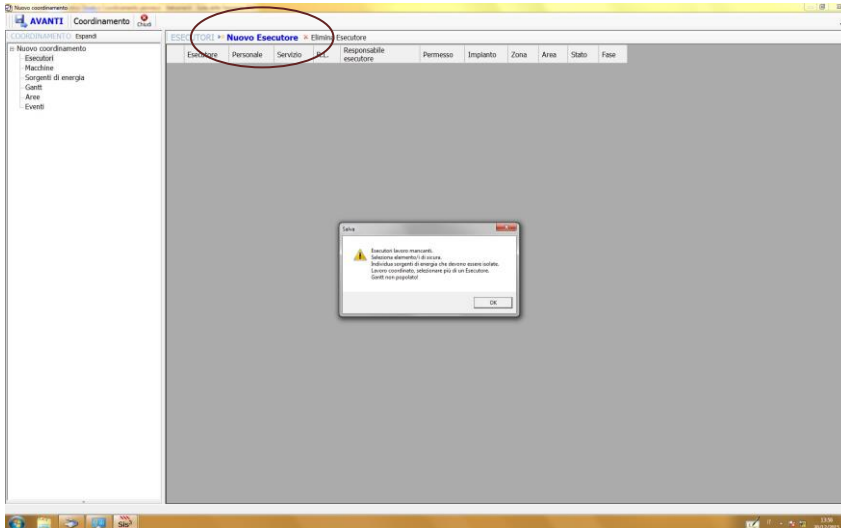 Nuovo coordinamento
AVANTI Coordinamento Chiudi
COORDINAMENTO Espandi
Nuovo coordinamento
Esecutori
Macchine
Sorgenti di energia
Gantt
Aree
Eventi
ESECUTORI Nuovo Esecutore Elimina Esecutore
Esecutore Personale Servizio Responsabile esecutore Permesso Impianto Zona Area Stato Fase
Salva
Esecutori lavoro mancanti.
Seleziona elemento/i di sicura.
Individua sorgenti di energia che devono essere isolate.
Lavoro coordinato, selezionare più di un Esecutore.
Gantt non popolato!
OK
Sis
13:56